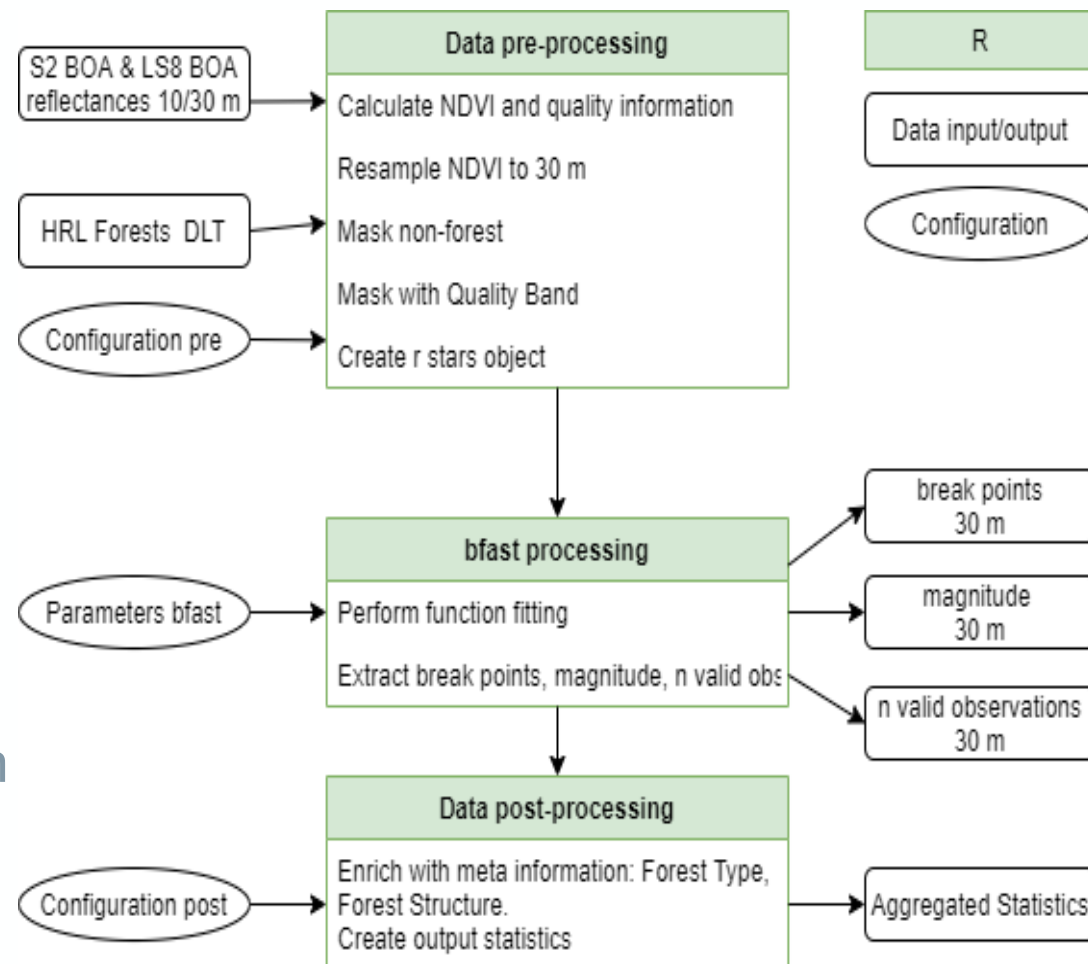 S2 BOA & LS8 BOA
reflectances 10/30 m
HRL Forests DLT
Configuration pre
Data pre-processing
Calculate NDVI and quality information
Resample NDVI to 30 m
Mask non-forest
Mask with Quality Band
Create r stars object
R
Data input/output
Configuration
Parameters bfast
bfast processing
Perform function fitting
Extract break points, magnitude, n valid obs
break points
30 m
magnitude
30 m
n valid observations
30 m
Configuration post
Data post-processing
Enrich with meta information: Forest Type,
Forest Structure.
Create output statistics
Aggregated Statistics